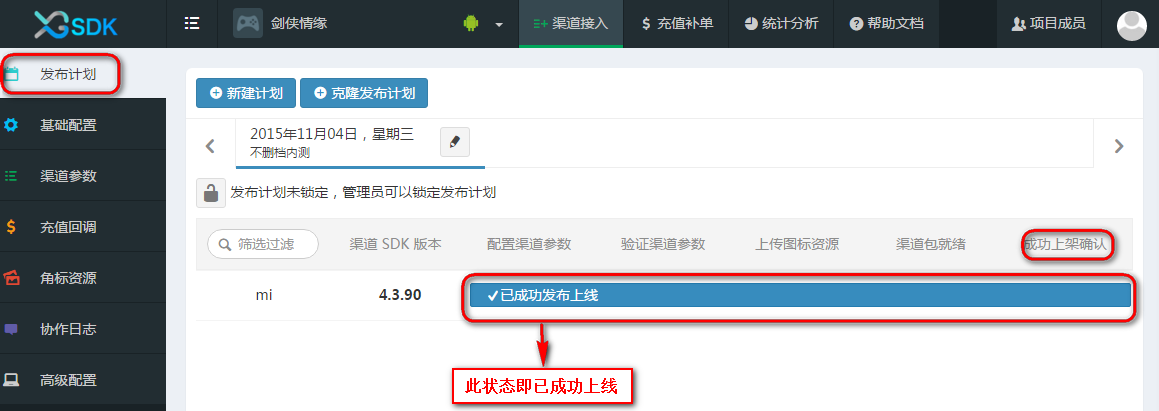 XGSDK
剑侠情缘
渠道接入
$ 充值补单
统计分析
帮助文档
项目成员
发布计划
基础配置
渠道参数
充值回调
角标资源
协作日志
高级配置
新建计划
克隆发布计划
2015年11月04日，星期三
不删档内测
发布计划未锁定，管理员可以锁定发布计划
筛选过滤
渠道 SDK 版本
配置渠道参数
验证渠道参数
上传图标资源
渠道包就绪
成功上架确认
mi
4.3.90
已成功发布上线
此状态即已成功上线